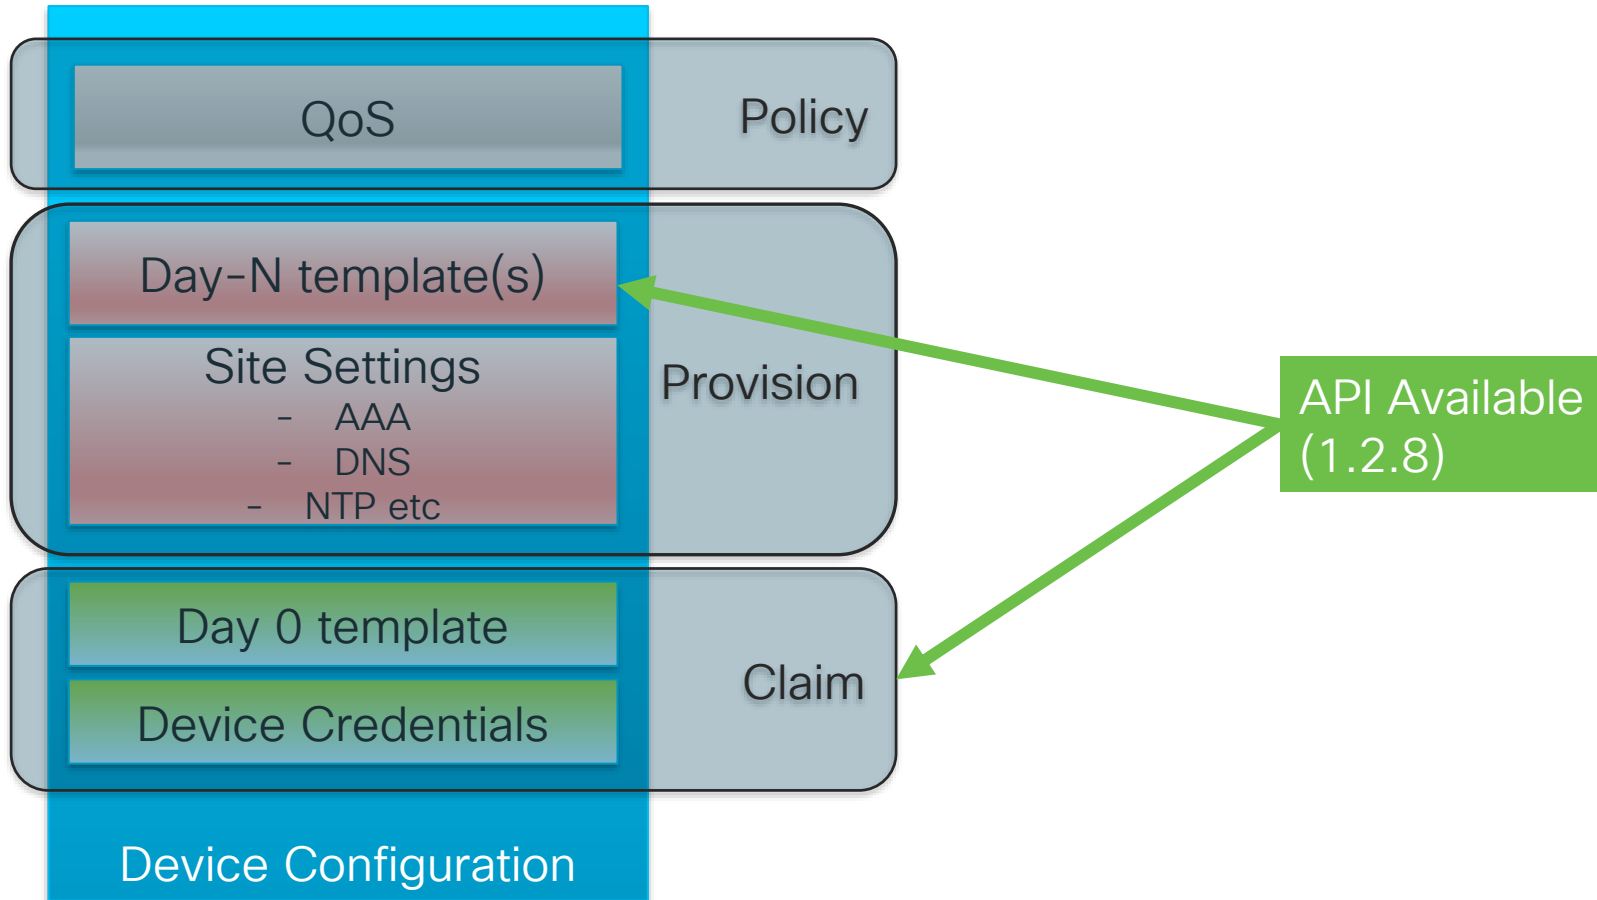 QoS
Policy
Day-N template(s)
Site Settings
- AAA
- DNS
- NTP etc
Provision
API Available
(1.2.8)
Day 0 template
Device Credentials
Claim
Device Configuration